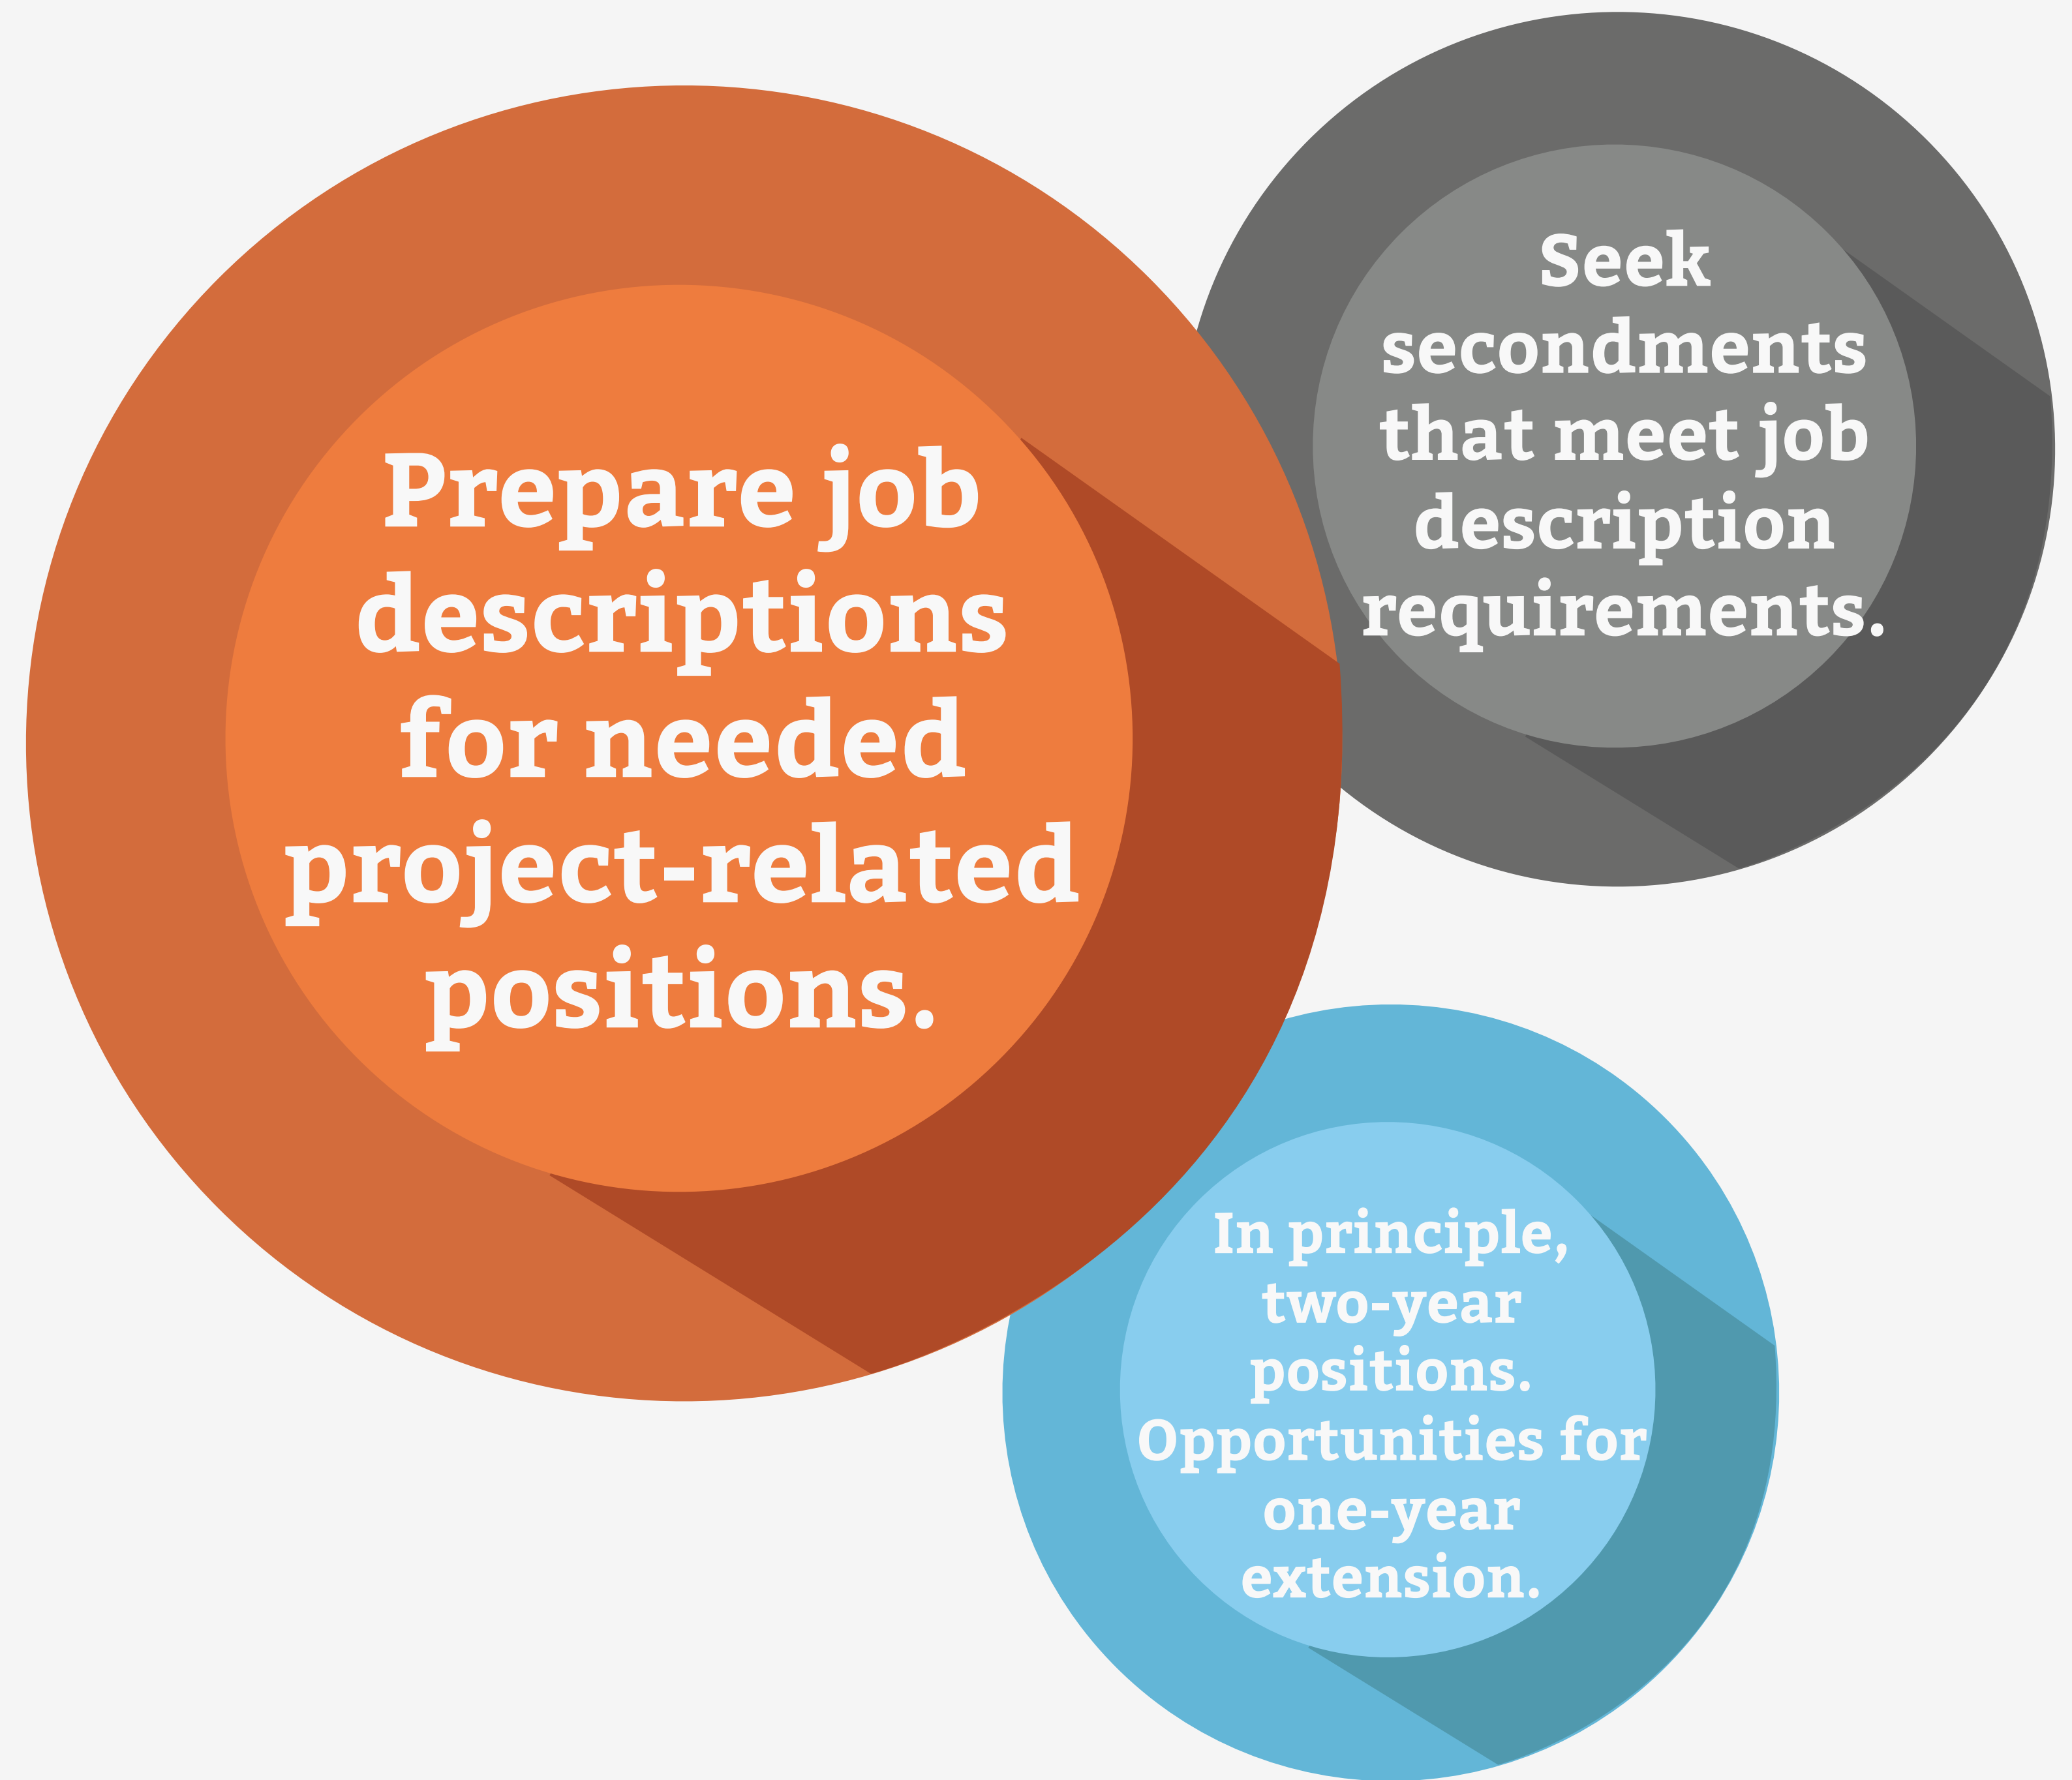 Prepare job
descriptions
for needed
project-related
positions.
Seek
secondments
that meet job
description
requirements.
In principle,
two-year
positions.
Opportunities for
one-year
extension.